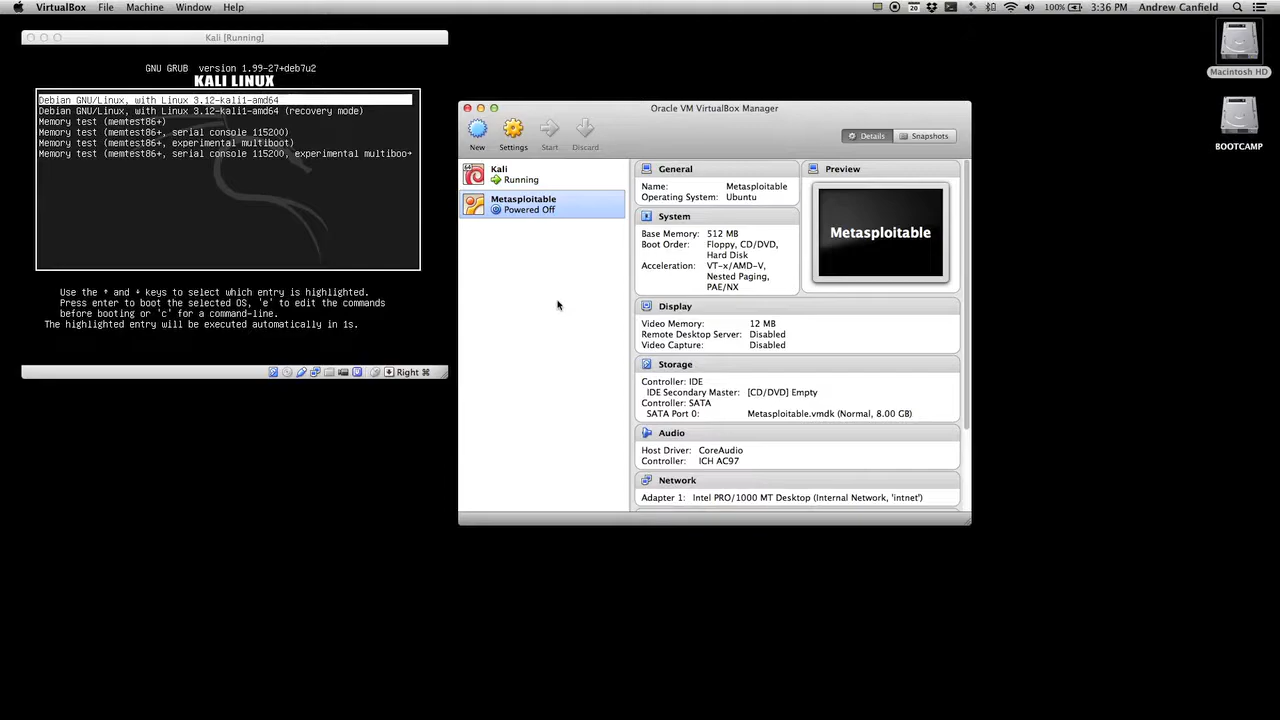 VirtualBox File Machine Window Help
20 100% 3:36 PM Andrew Canfield
Kali [Running]
GNU GRUB version 1.99-27+deb7u2
KALI LINUX
Debian GNU/Linux, with Linux 3.12-kali1-amd64
Debian GNU/Linux, with Linux 3.12-kali1-amd64 (recovery mode)
Memory test (memtest86+)
Memory test (memtest86+, serial console 115200)
Memory test (memtest86+, experimental multiboot)
Memory test (memtest86+, serial console 115200, experimental multiboo→
Use the ↑ and ↓ keys to select which entry is highlighted.
Press enter to boot the selected OS, 'e' to edit the commands
before booting or 'c' for a command-line.
The highlighted entry will be executed automatically in 1s.
Right ⌘
Oracle VM VirtualBox Manager
New Settings Start Discard
Details Snapshots
64 Kali
Running
Metasploitable
Powered Off
General
Name: Metasploitable
Operating System: Ubuntu
System
Base Memory: 512 MB
Boot Order: Floppy, CD/DVD,
Hard Disk
Acceleration: VT-x/AMD-V,
Nested Paging,
PAE/NX
Preview
Metasploitable
Display
Video Memory: 12 MB
Remote Desktop Server: Disabled
Video Capture: Disabled
Storage
Controller: IDE
IDE Secondary Master: [CD/DVD] Empty
Controller: SATA
SATA Port 0: Metasploitable.vmdk (Normal, 8.00 GB)
Audio
Host Driver: CoreAudio
Controller: ICH AC97
Network
Adapter 1: Intel PRO/1000 MT Desktop (Internal Network, 'intnet')
Macintosh HD
BOOTCAMP